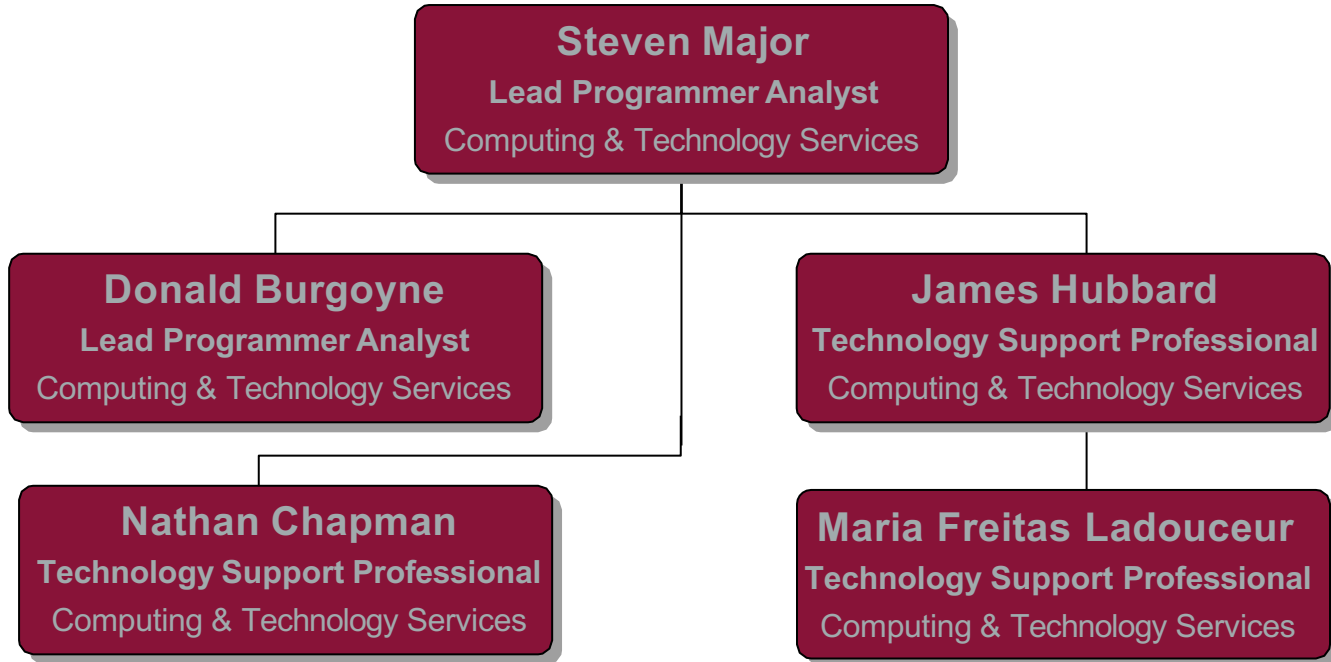 Steven Major
Lead Programmer Analyst
Computing & Technology Services
Donald Burgoyne
Lead Programmer Analyst
Computing & Technology Services
James Hubbard
Technology Support Professional
Computing & Technology Services
Nathan Chapman
Technology Support Professional
Computing & Technology Services
Maria Freitas Ladouceur
Technology Support Professional
Computing & Technology Services